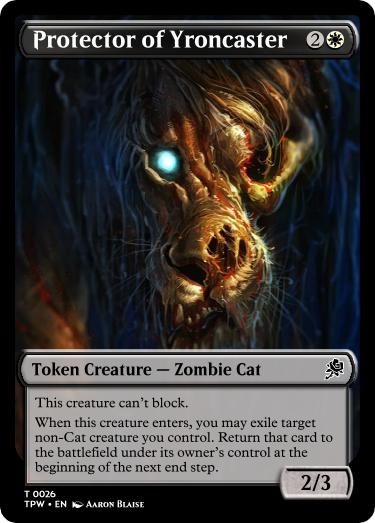 Protector of Yroncaster 2
Token Creature — Zombie Cat
This creature can't block.
When this creature enters, you may exile target
non-Cat creature you control. Return that card to
the battlefield under its owner's control at the
beginning of the next end step.
2/3
T 0026
TPW • EN Aaron Blaise